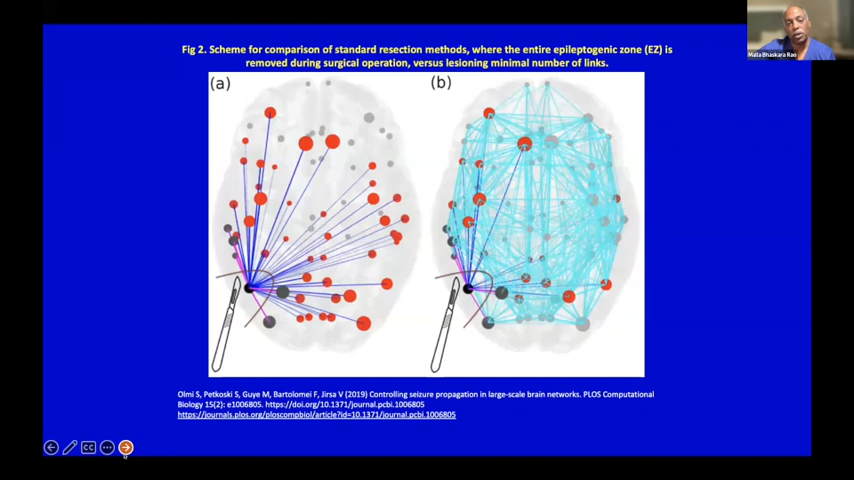 Fig 2. Scheme for comparison of standard resection methods, where the entire epileptogenic zone (EZ) is
removed during surgical operation, versus lesioning minimal number of links.
(a)
(b)
Malla Bhaskara Rao
Olmi S, Petkoski S, Guye M, Bartolomei F, Jirsa V (2019) Controlling seizure propagation in large-scale brain networks. PLOS Computational
Biology 15(2): e1006805. https://doi.org/10.1371/journal.pcbi.1006805
https://journals.plos.org/ploscompbiol/article?id=10.1371/journal.pcbi.1006805
CC